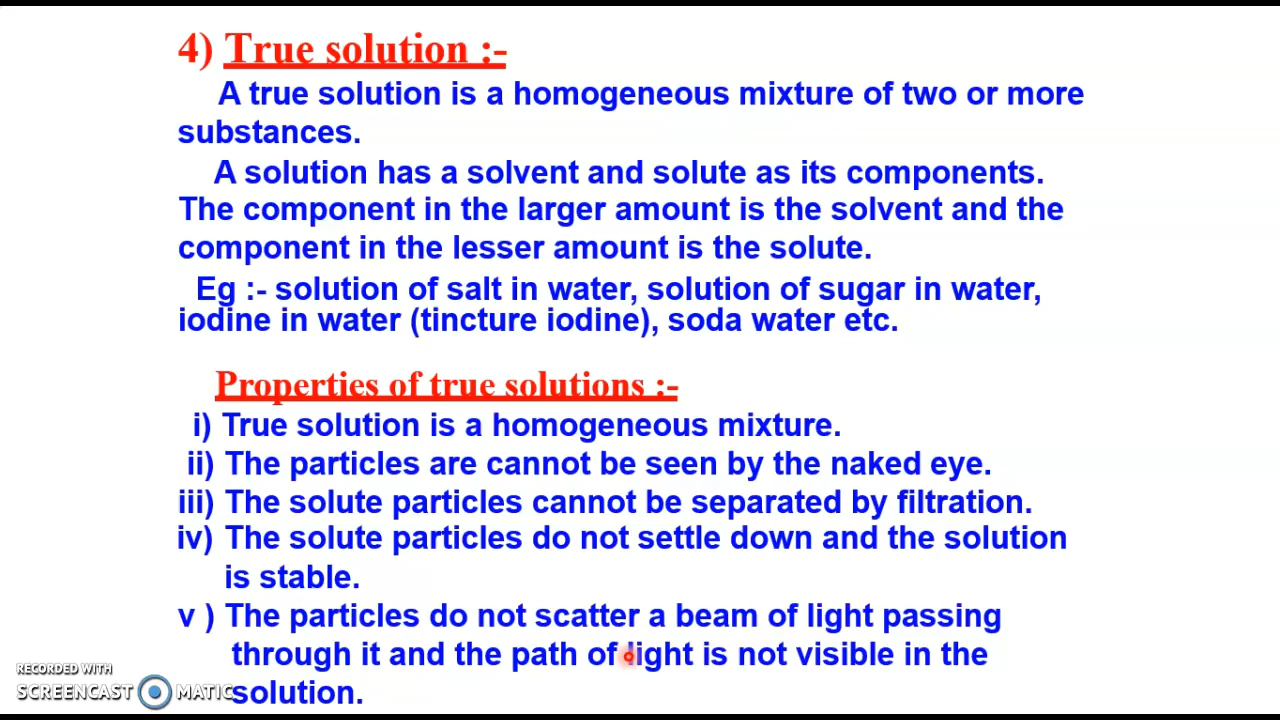 4) True solution :-
A true solution is a homogeneous mixture of two or more
substances.
A solution has a solvent and solute as its components.
The component in the larger amount is the solvent and the
component in the lesser amount is the solute.
Eg :- solution of salt in water, solution of sugar in water,
iodine in water (tincture iodine), soda water etc.
Properties of true solutions :-
i) True solution is a homogeneous mixture.
ii) The particles are cannot be seen by the naked eye.
iii) The solute particles cannot be separated by filtration.
iv) The solute particles do not settle down and the solution
is stable.
v ) The particles do not scatter a beam of light passing
through it and the path of light is not visible in the
solution.
RECORDED WITH
SCREENCAST MATIC